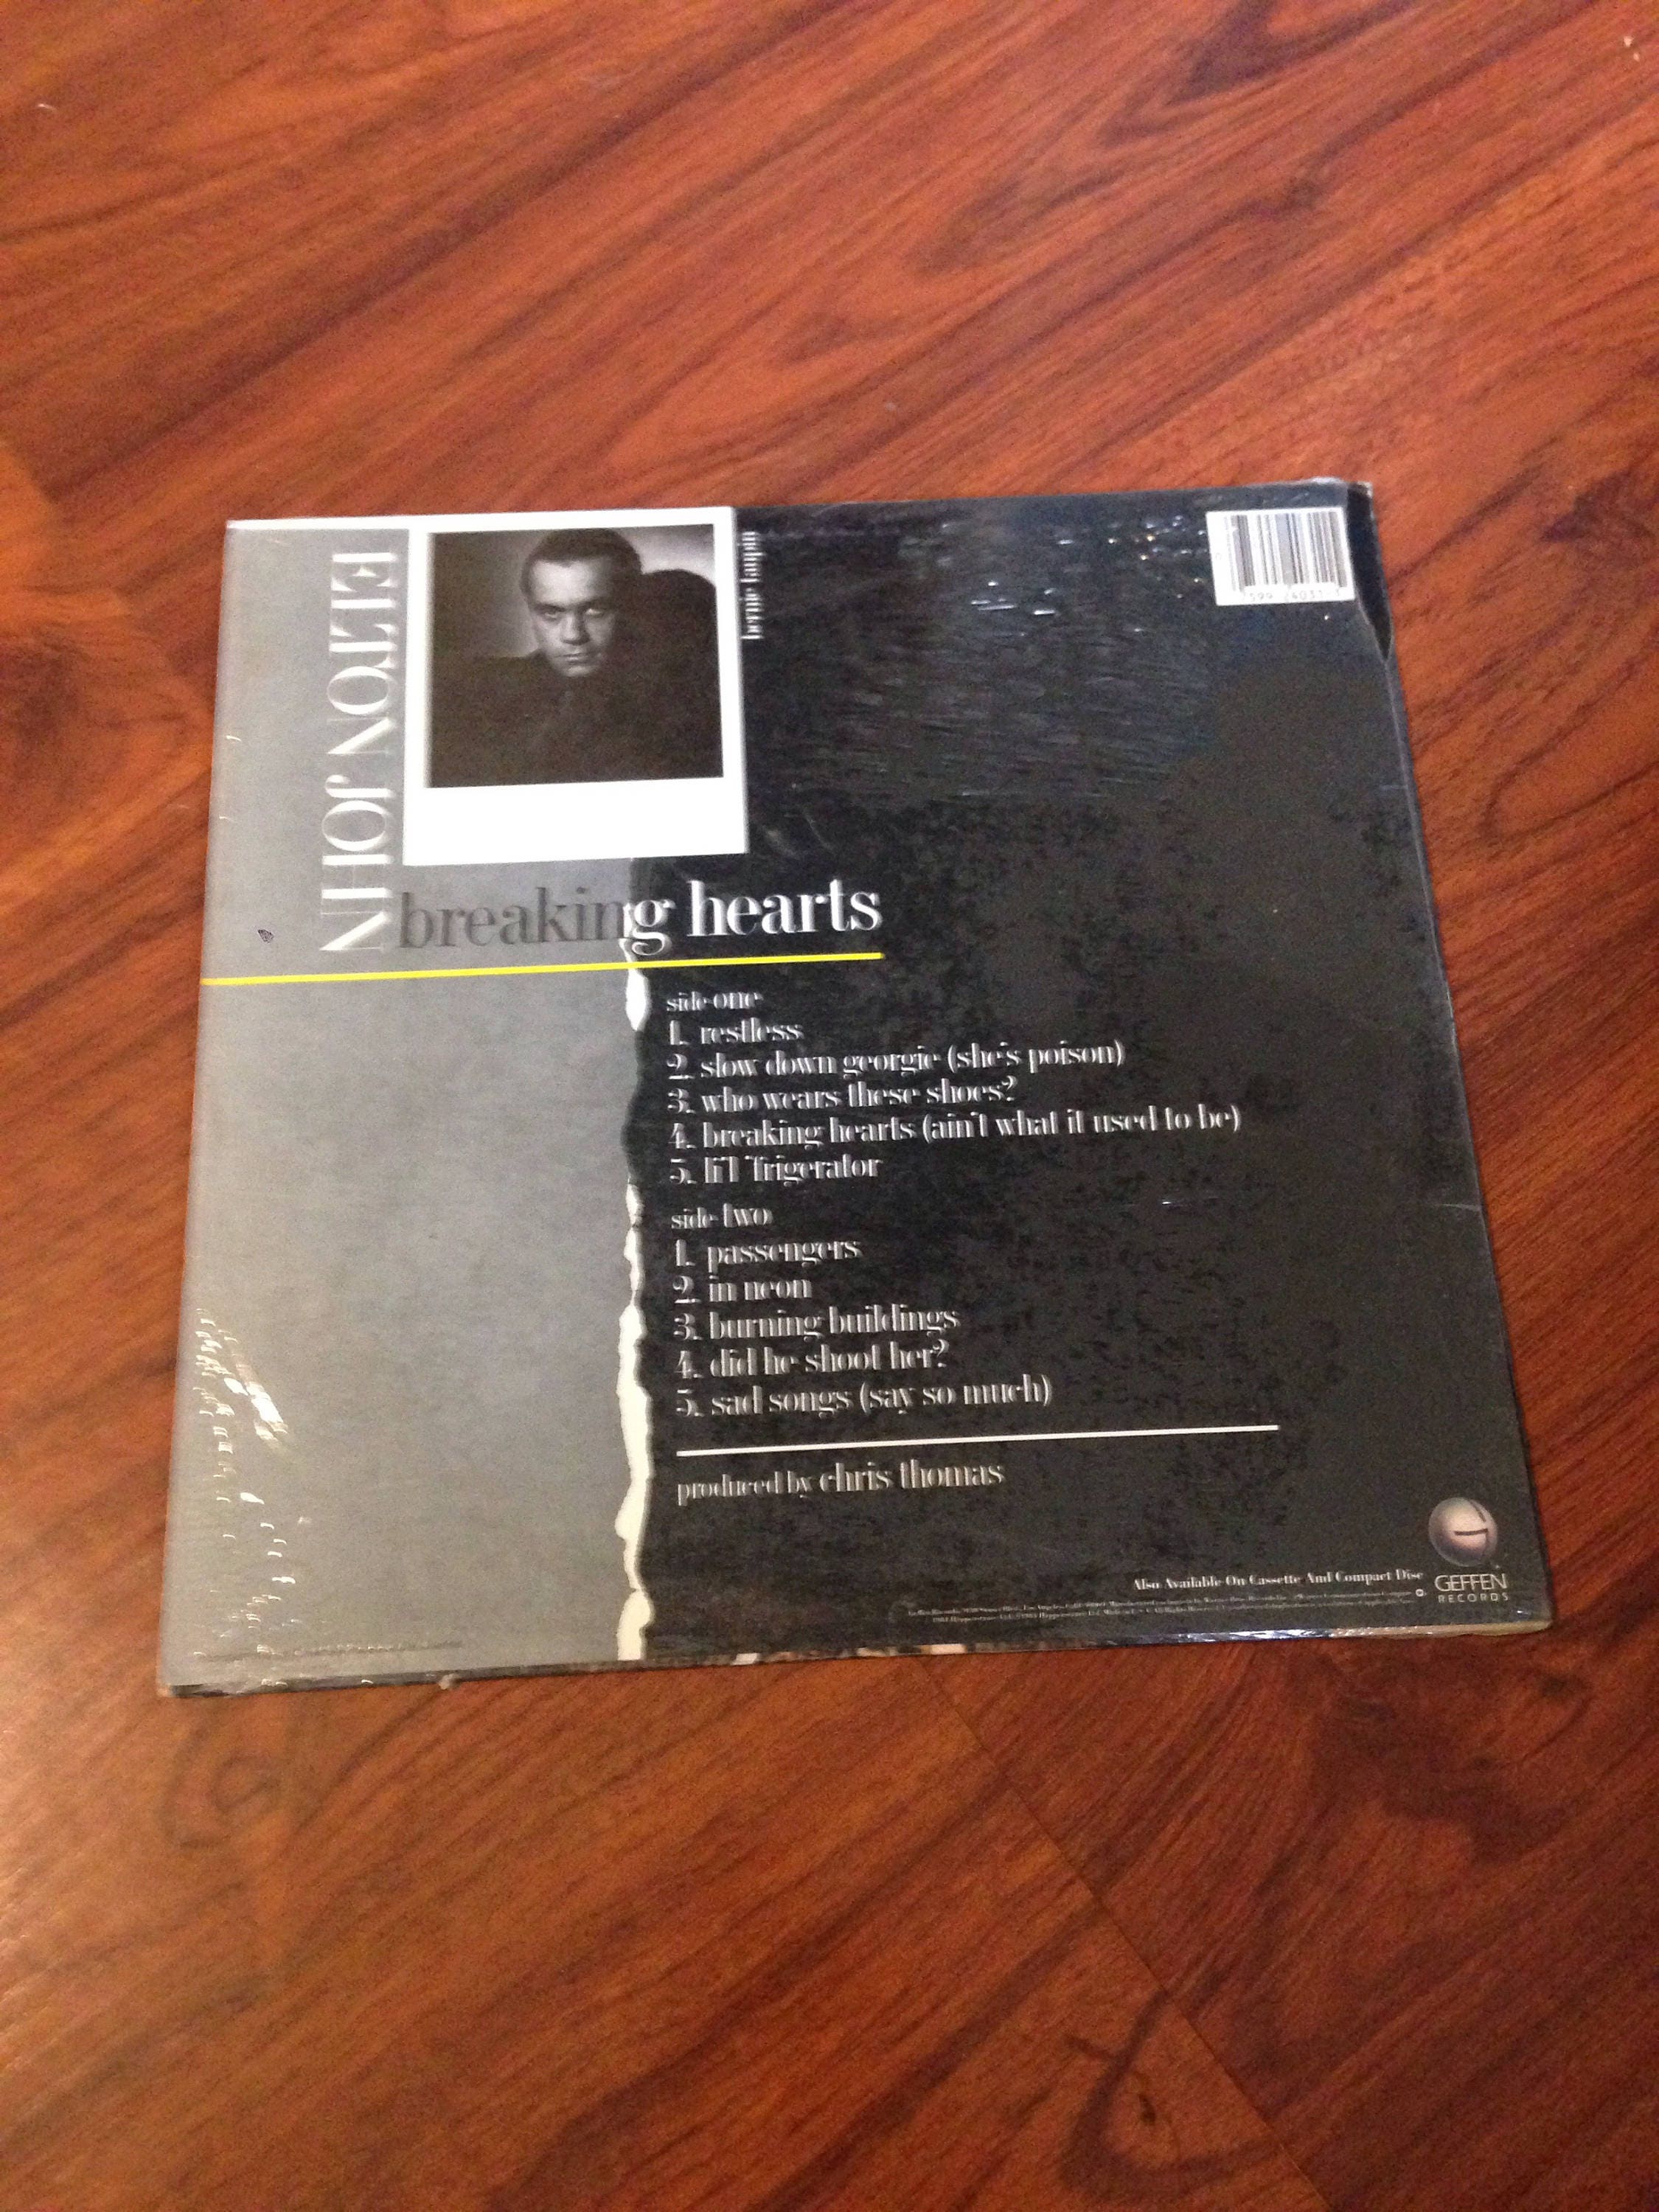 ELTON JOHN
bernie taupin
7599 24031 1
breaking hearts
side one
1. restless
2. slow down georgie (she's poison)
3. who wears these shoes?
4. breaking hearts (ain't what it used to be)
5. li'l 'frigerator
side two
1. passengers
2. in neon
3. burning buildings
4. did he shoot her?
5. sad songs (say so much)
produced by chris thomas
Also Available On Cassette And Compact Disc
GEFFEN
RECORDS